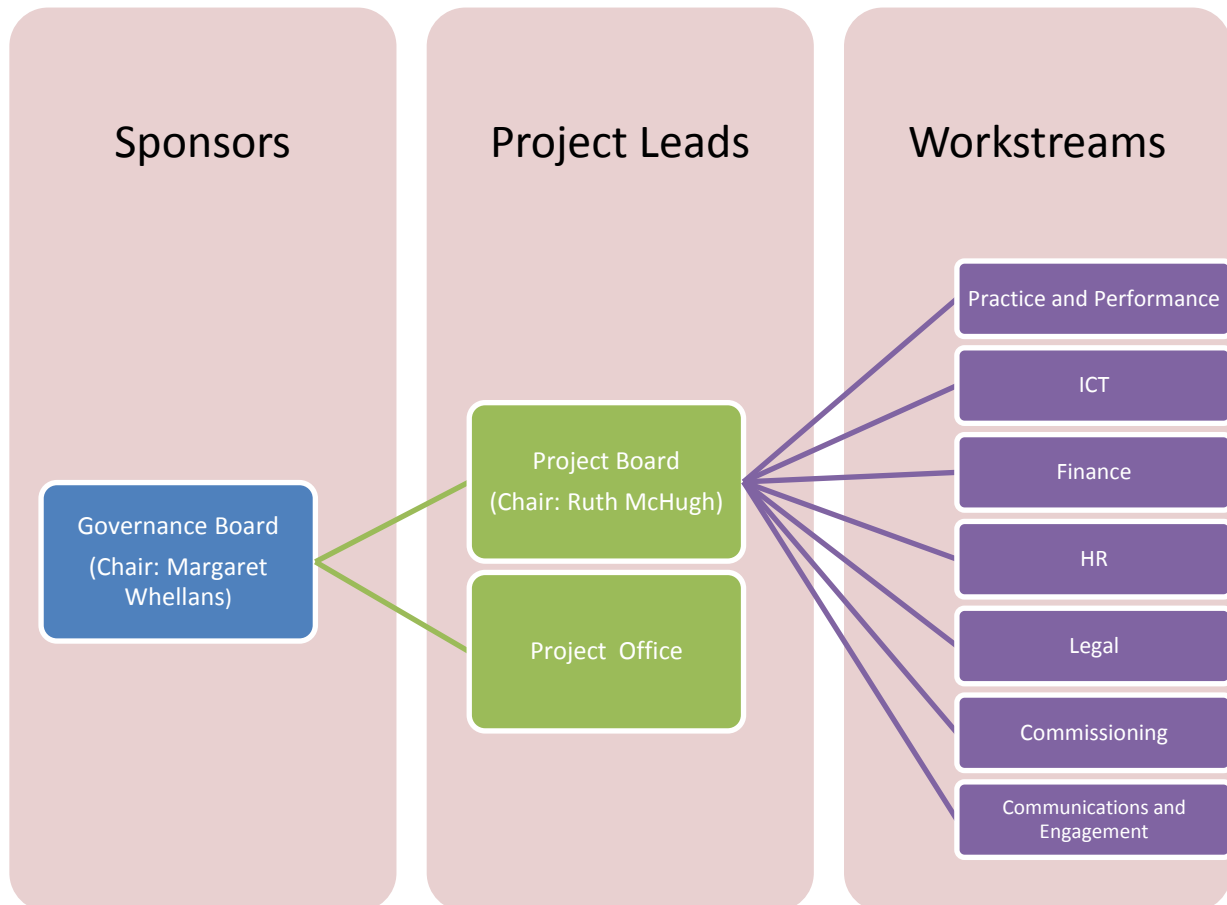 Sponsors
Project Leads
Workstreams
Governance Board
(Chair: Margaret
Whellans)
Project Board
(Chair: Ruth McHugh)
Project Office
Practice and Performance
ICT
Finance
HR
Legal
Commissioning
Communications and
Engagement